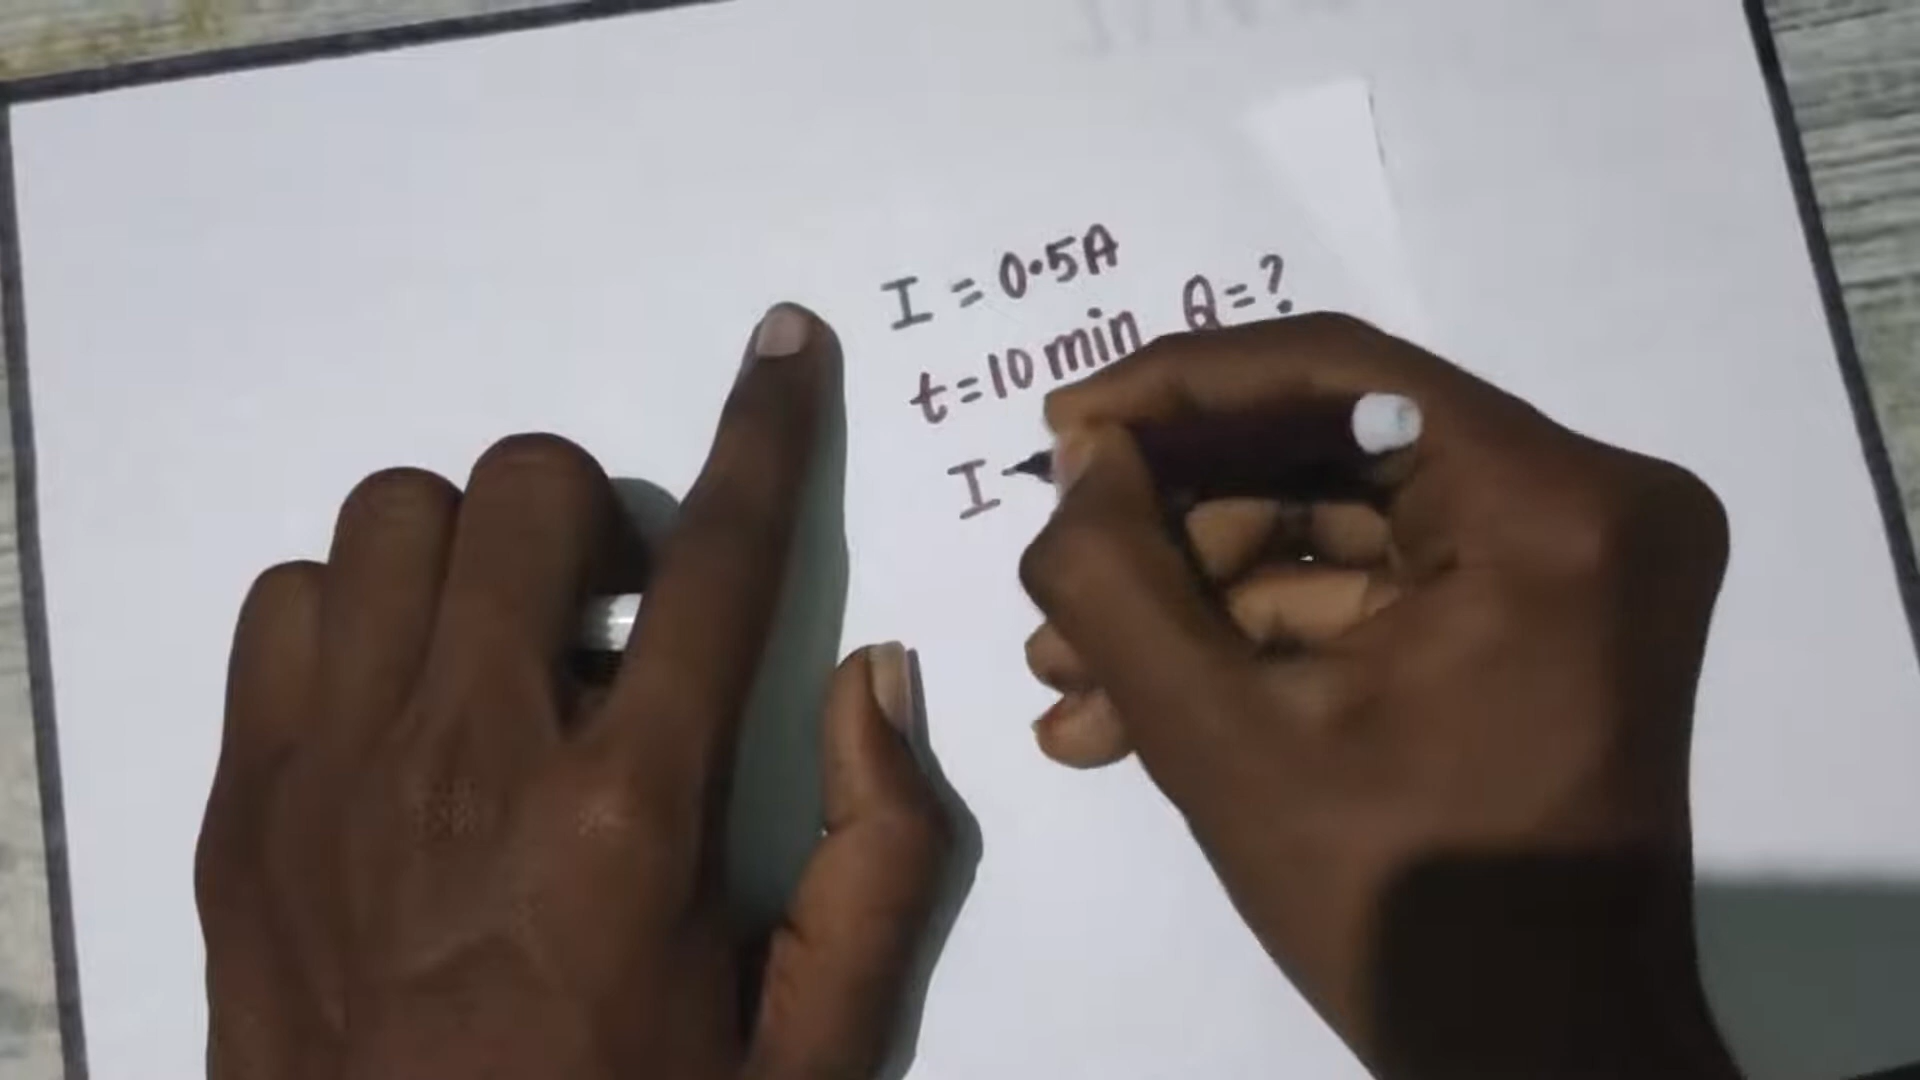 I = 0.5A
t = 10 min Q = ?
I